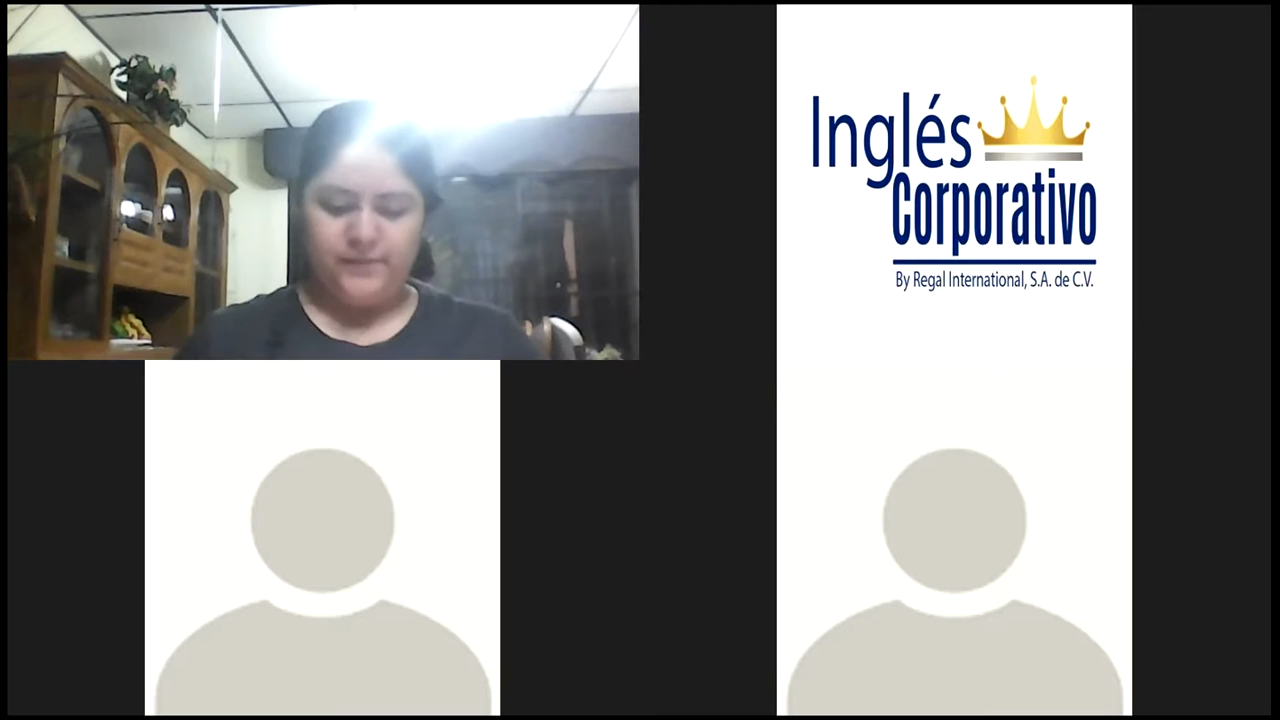 Inglés
Corporativo
By Regal International, S.A. de C.V.